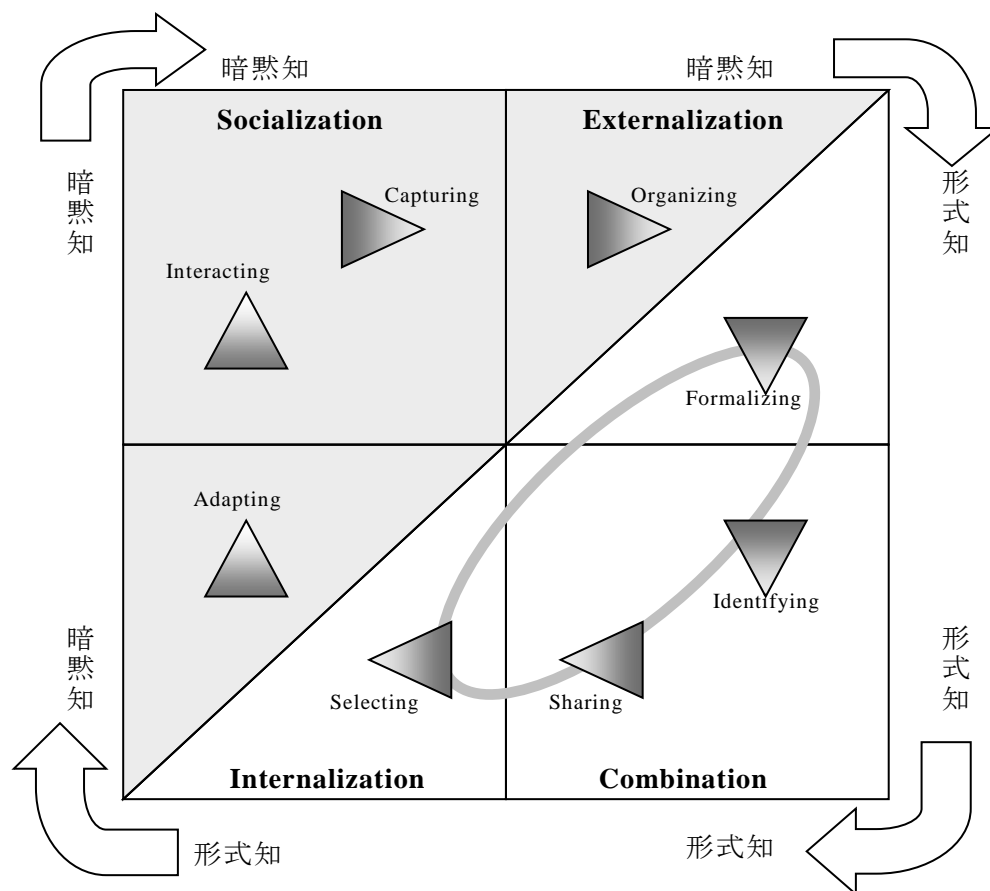 暗黙知
暗黙知
Socialization
Externalization
暗黙知
形式知
Capturing
Organizing
Interacting
Formalizing
Adapting
Identifying
暗黙知
形式知
Selecting
Sharing
Internalization
Combination
形式知
形式知